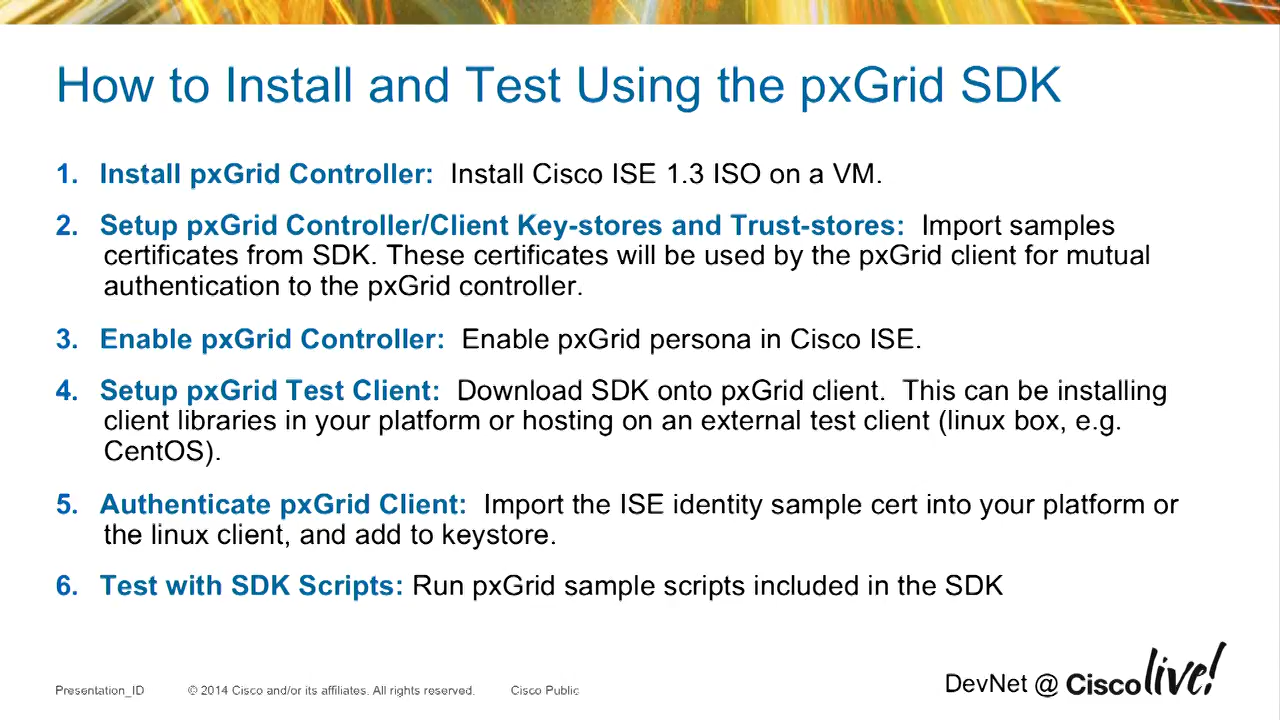 How to Install and Test Using the pxGrid SDK
1. Install pxGrid Controller: Install Cisco ISE 1.3 ISO on a VM.
2. Setup pxGrid Controller/Client Key-stores and Trust-stores: Import samples
certificates from SDK. These certificates will be used by the pxGrid client for mutual
authentication to the pxGrid controller.
3. Enable pxGrid Controller: Enable pxGrid persona in Cisco ISE.
4. Setup pxGrid Test Client: Download SDK onto pxGrid client. This can be installing
client libraries in your platform or hosting on an external test client (linux box, e.g.
CentOS).
5. Authenticate pxGrid Client: Import the ISE identity sample cert into your platform or
the linux client, and add to keystore.
6. Test with SDK Scripts: Run pxGrid sample scripts included in the SDK
Presentation_ID © 2014 Cisco and/or its affiliates. All rights reserved. Cisco Public DevNet @ Cisco live!